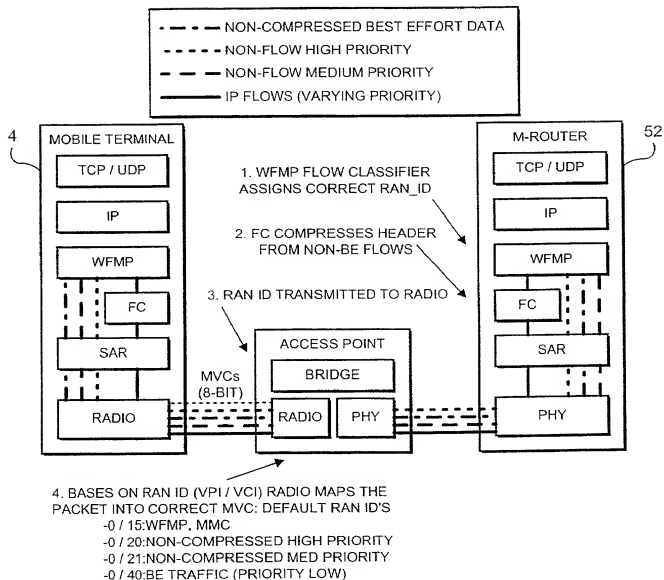 NON-COMPRESSED BEST EFFORT DATA
NON-FLOW HIGH PRIORITY
NON-FLOW MEDIUM PRIORITY
IP FLOWS (VARYING PRIORITY)
4
MOBILE TERMINAL
TCP / UDP
IP
WFMP
FC
SAR
RADIO
1. WFMP FLOW CLASSIFIER
ASSIGNS CORRECT RAN_ID
2. FC COMPRESSES HEADER
FROM NON-BE FLOWS
3. RAN ID TRANSMITTED TO RADIO
MVCs
(8-BIT)
ACCESS POINT
BRIDGE
RADIO
PHY
52
M-ROUTER
TCP / UDP
IP
WFMP
FC
SAR
PHY
4. BASES ON RAN ID (VPI / VCI) RADIO MAPS THE
PACKET INTO CORRECT MVC: DEFAULT RAN ID'S
-0 / 15:WFMP, MMC
-0 / 20:NON-COMPRESSED HIGH PRIORITY
-0 / 21:NON-COMPRESSED MED PRIORITY
-0 / 40:BE TRAFFIC (PRIORITY LOW)